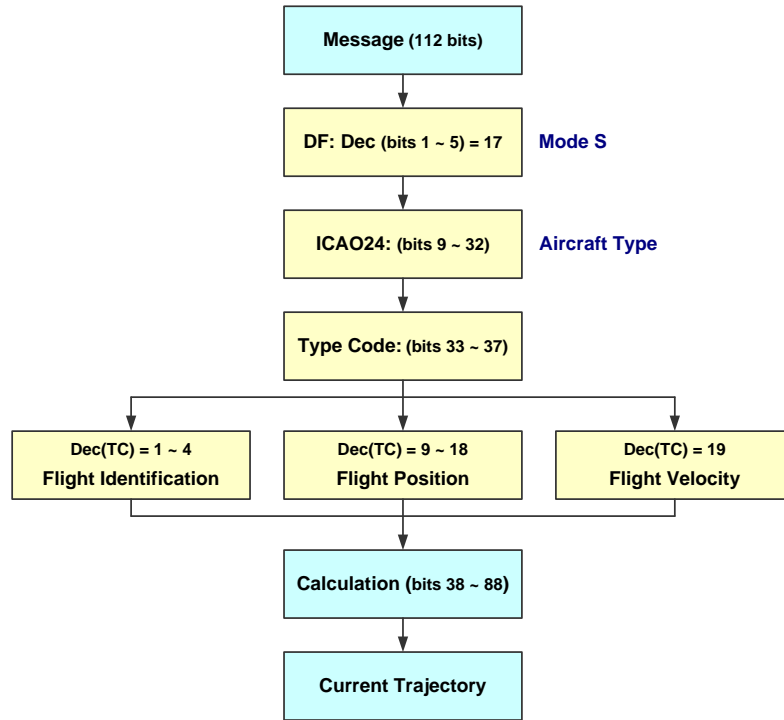 Message (112 bits)
DF: Dec (bits 1 ~ 5) = 17
Mode S
ICAO24: (bits 9 ~ 32)
Aircraft Type
Type Code: (bits 33 ~ 37)
Dec(TC) = 1 ~ 4
Flight Identification
Dec(TC) = 9 ~ 18
Flight Position
Dec(TC) = 19
Flight Velocity
Calculation (bits 38 ~ 88)
Current Trajectory